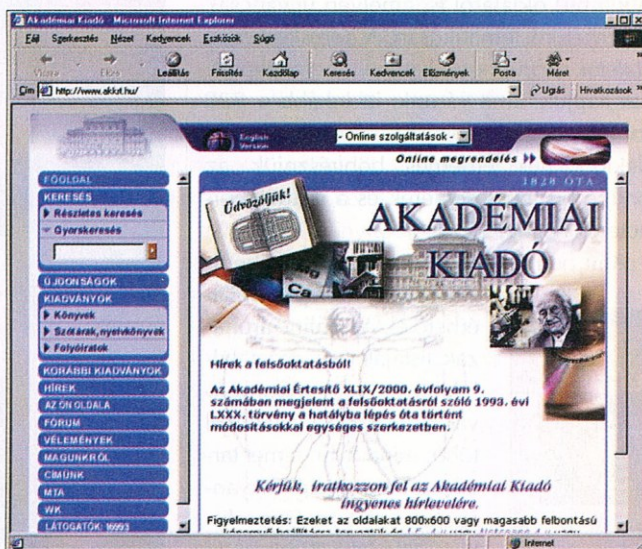 Akadémiai Kiadó - Microsoft Internet Explorer
Fájl Szerkesztés Nézet Kedvencek Eszközök Súgó
Vissza Előre Leállítás Frissítés Kezdőlap Keresés Kedvencek Előzmények Posta Méret
Cím http://www.akkrt.hu/ Ugrás Hivatkozások
English Version
- Online szolgáltatások -
Online megrendelés
FŐOLDAL
KERESÉS
Részletes keresés
Gyorskeresés
ÚJDONSÁGOK
KIADVÁNYOK
Könyvek
Szótárak, nyelvkönyvek
Folyóiratok
KORÁBBI KIADVÁNYOK
HÍREK
AZ ÖN OLDALA
FÓRUM
VÉLEMÉNYEK
MAGUNKRÓL
CÍMÜNK
MTA
WK
LÁTOGATÓK: 16993
1828 ÓTA
Üdvözöljük!
AKADÉMIAI
KIADÓ
Hírek a felsőoktatásból!
Az Akadémiai Értesítő XLIX/2000. évfolyam 9.
számában megjelent a felsőoktatásról szóló 1993. évi
LXXX. törvény a hatályba lépés óta történt
módosításokkal egységes szerkezetben.
Kérjük, iratkozzon fel az Akadémiai Kiadó
ingyenes hírlevelére.
Figyelmeztetés: Ezeket az oldalakat 800x600 vagy magasabb felbontású
Internet